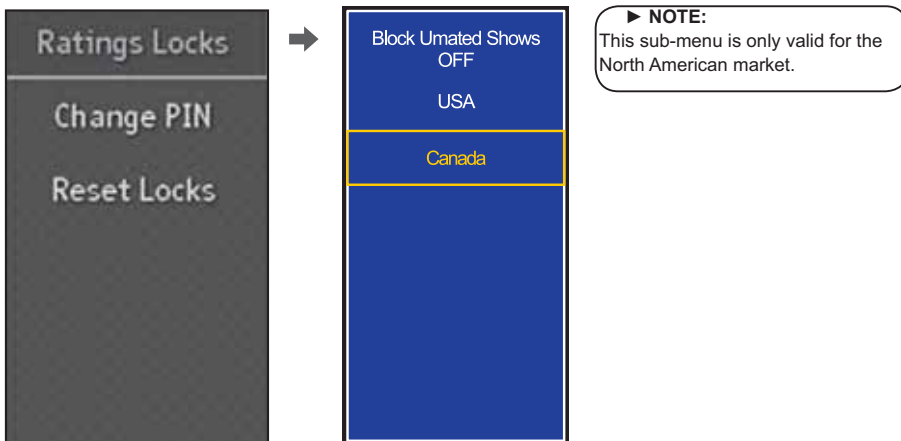 Ratings Locks
Change PIN
Reset Locks
Block Umated Shows
OFF
USA
Canada
► NOTE:
This sub-menu is only valid for the
North American market.